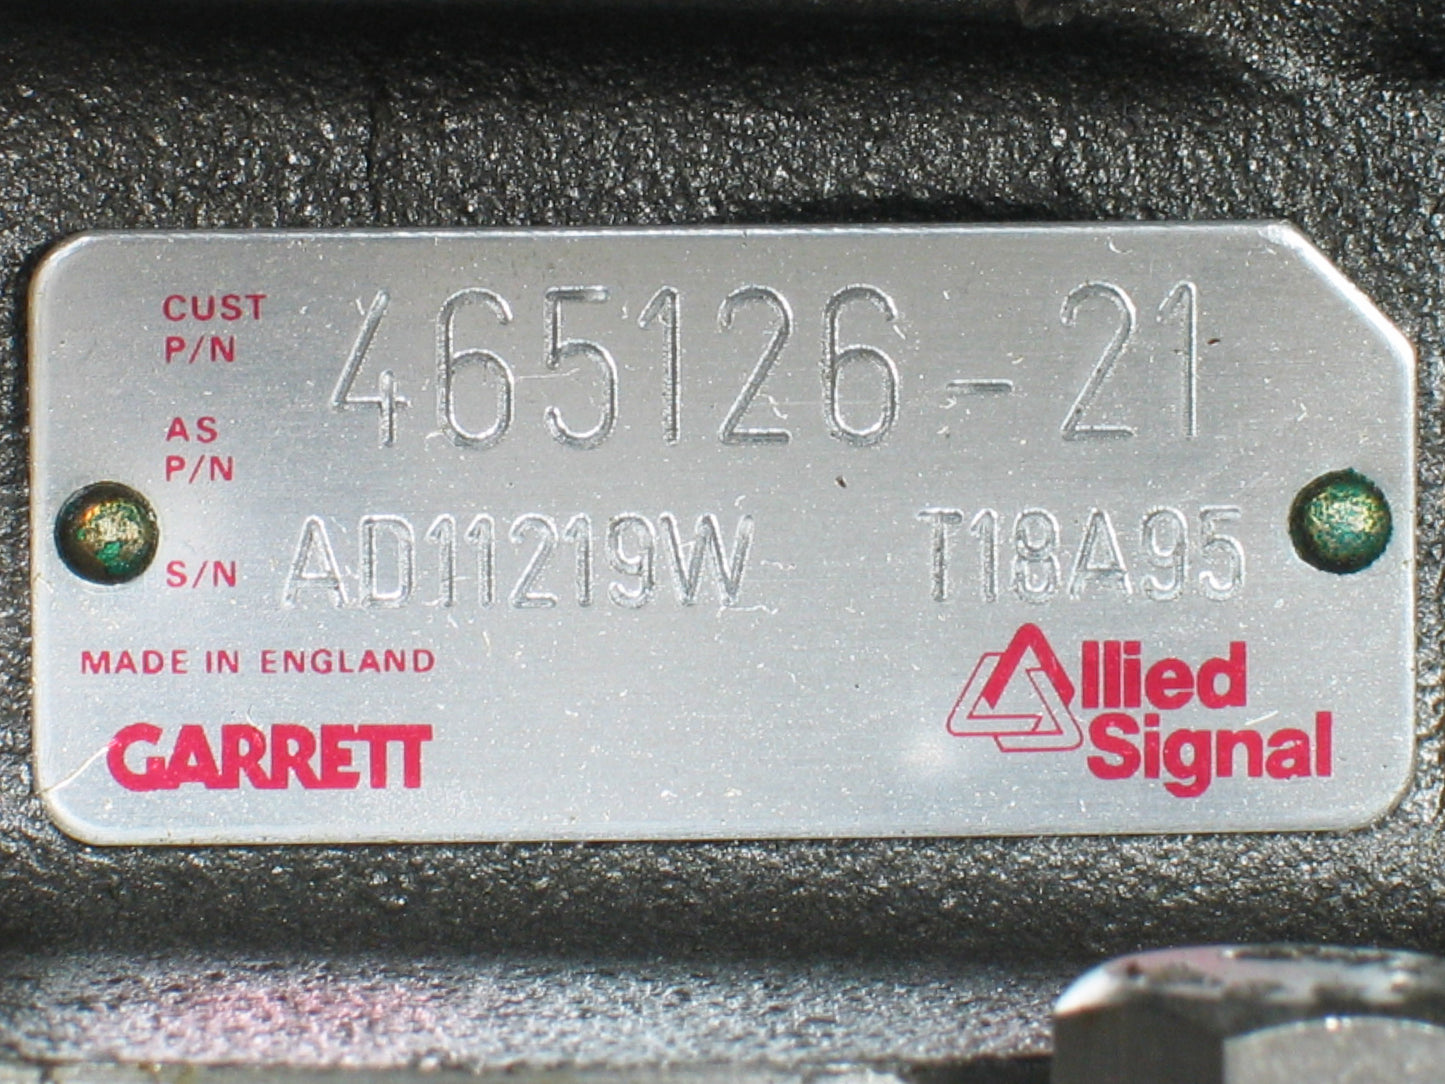 CUST
P/N 465126-21
AS
P/N
S/N AD11219W T18A95
MADE IN ENGLAND
GARRETT
Allied
Signal